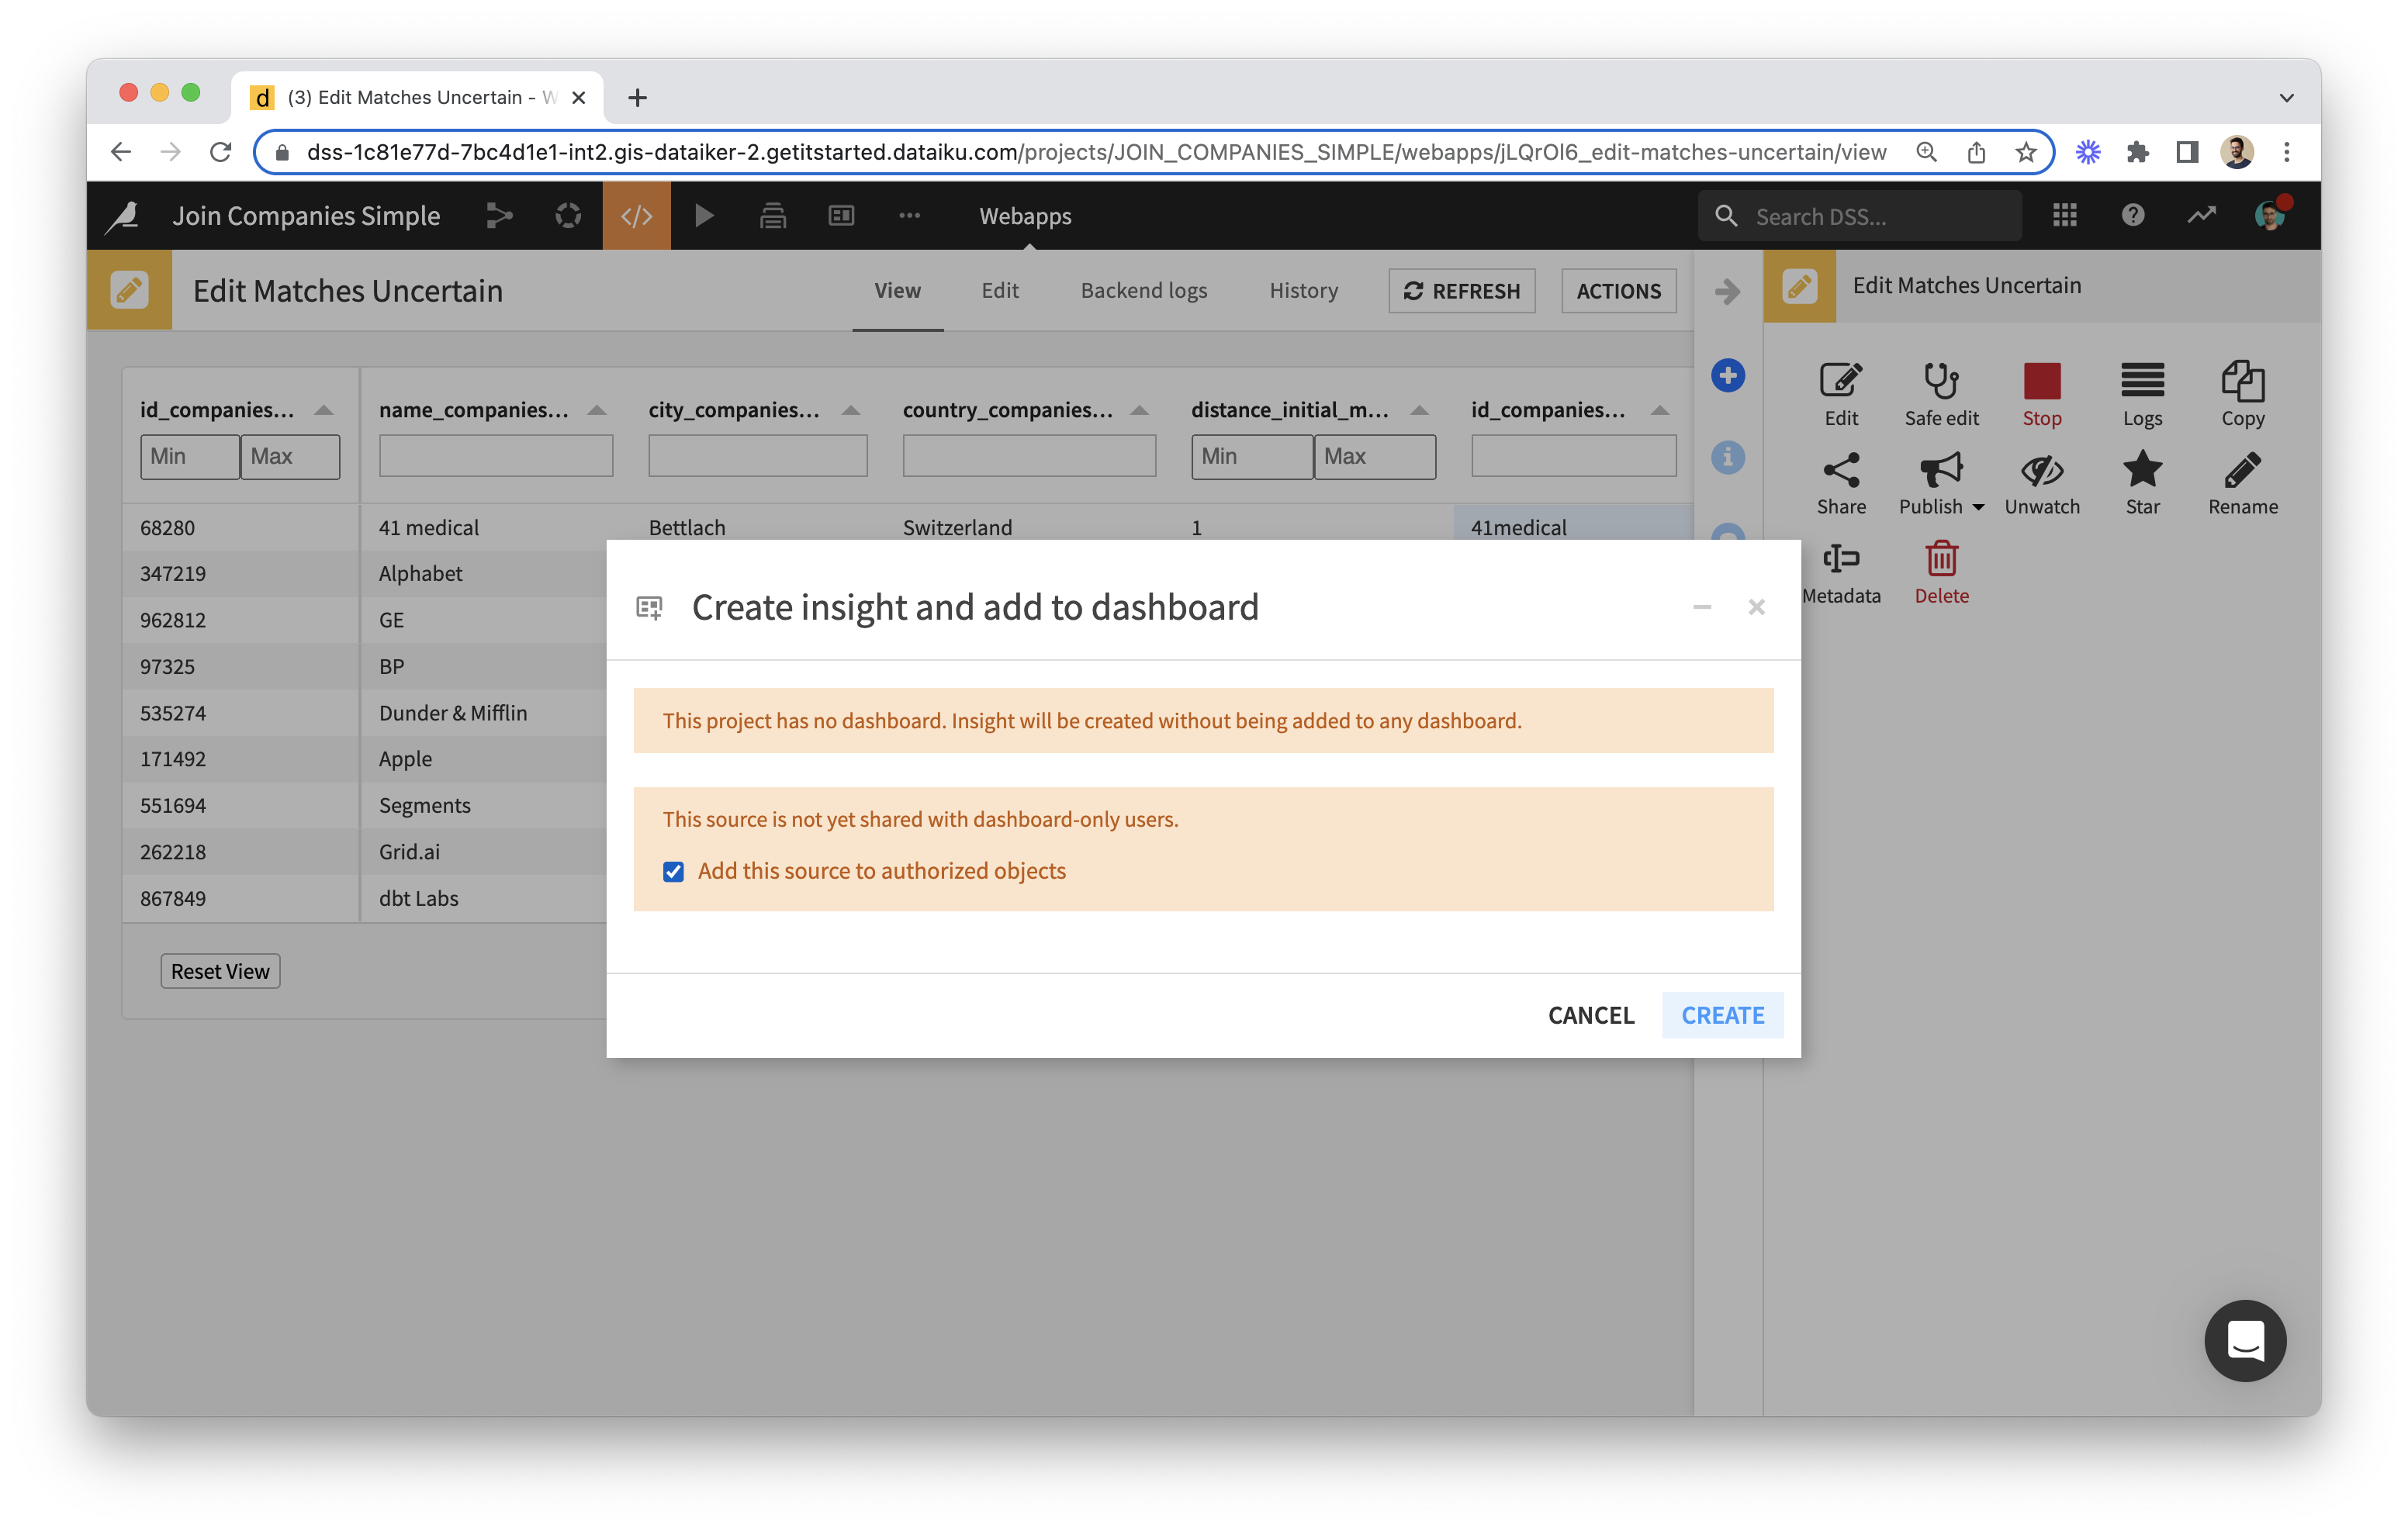 (3) Edit Matches Uncertain - W
dss-1c81e77d-7bc4d1e1-int2.gis-dataiker-2.getitstarted.dataiku.com/projects/JOIN_COMPANIES_SIMPLE/webapps/jLQrOl6_edit-matches-uncertain/view
Join Companies Simple
Webapps
Search DSS...
Edit Matches Uncertain
View
Edit
Backend logs
History
REFRESH
ACTIONS
Edit Matches Uncertain
id_companies...
name_companies...
city_companies...
country_companies...
distance_initial_m...
id_companies...
Min
Max
Min
Max
68280
41 medical
Bettlach
Switzerland
1
41medical
347219
Alphabet
962812
GE
97325
BP
535274
Dunder & Mifflin
171492
Apple
551694
Segments
262218
Grid.ai
867849
dbt Labs
Reset View
Edit
Safe edit
Stop
Logs
Copy
Share
Publish
Unwatch
Star
Rename
Metadata
Delete
Create insight and add to dashboard
This project has no dashboard. Insight will be created without being added to any dashboard.
This source is not yet shared with dashboard-only users.
Add this source to authorized objects
CANCEL
CREATE